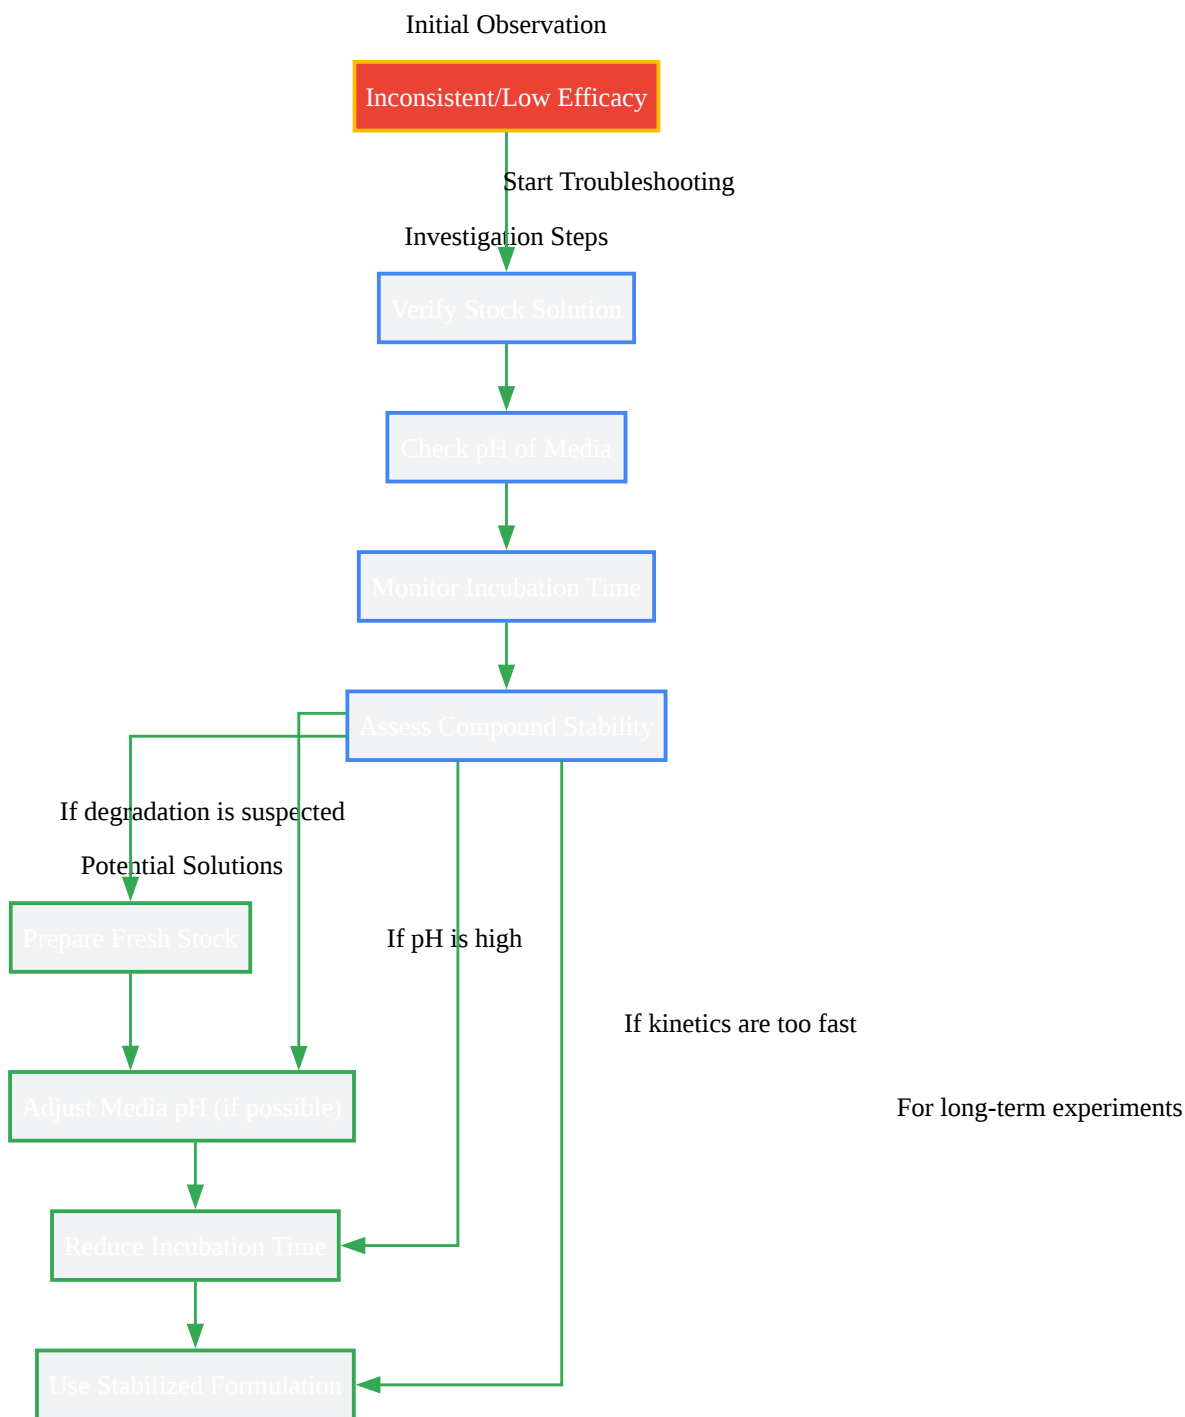 Initial Observation
Inconsistent/Low Efficacy
Start Troubleshooting
Investigation Steps
Verify Stock Solution
Check pH of Media
Monitor Incubation Time
Assess Compound Stability
If degradation is suspected
Potential Solutions
Prepare Fresh Stock
If pH is high
If kinetics are too fast
Adjust Media pH (if possible)
For long-term experiments
Reduce Incubation Time
Use Stabilized Formulation